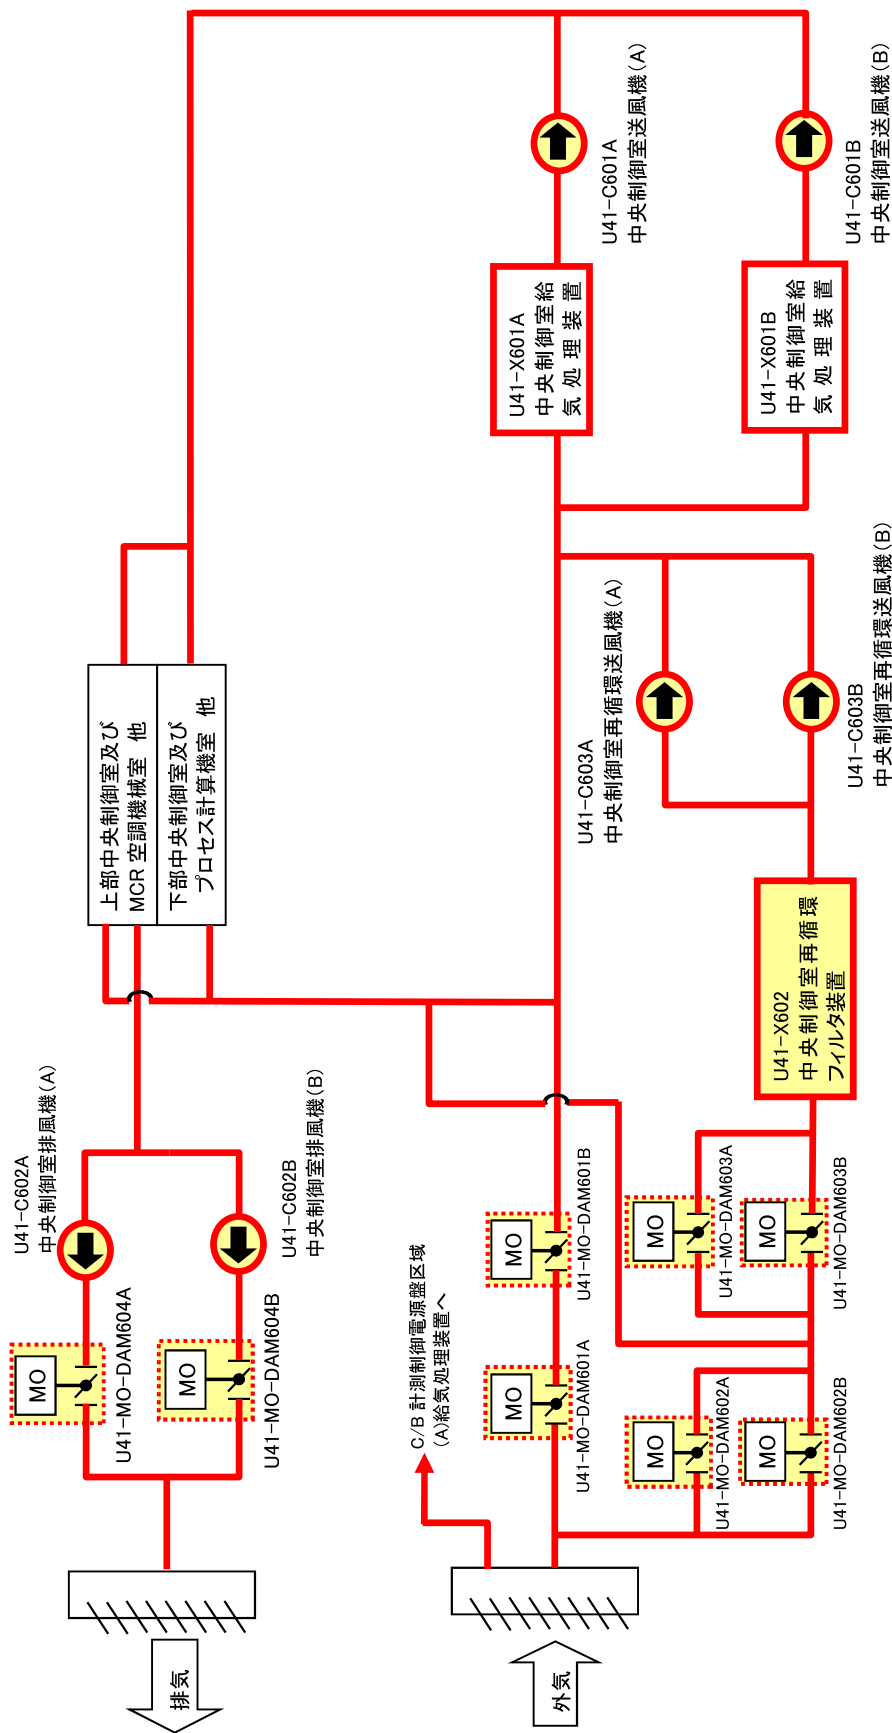 排気
外気
MO
U41-MO-DAM604A
MO
U41-MO-DAM604B
U41-C602A
中央制御室排風機(A)
U41-C602B
中央制御室排風機(B)
上部中央制御室及び
MCR 空調機械室 他
下部中央制御室及び
プロセス計算機室 他
C/B 計測制御電源盤区域
(A)給気処理装置へ
MO
U41-MO-DAM601A
MO
U41-MO-DAM601B
MO
U41-MO-DAM602A
MO
U41-MO-DAM602B
MO
U41-MO-DAM603A
MO
U41-MO-DAM603B
U41-X602
中央制御室再循環
フィルタ装置
U41-C603A
中央制御室再循環送風機(A)
U41-C603B
中央制御室再循環送風機(B)
U41-X601A
中央制御室給
気処理装置
U41-X601B
中央制御室給
気処理装置
U41-C601A
中央制御室送風機(A)
U41-C601B
中央制御室送風機(B)